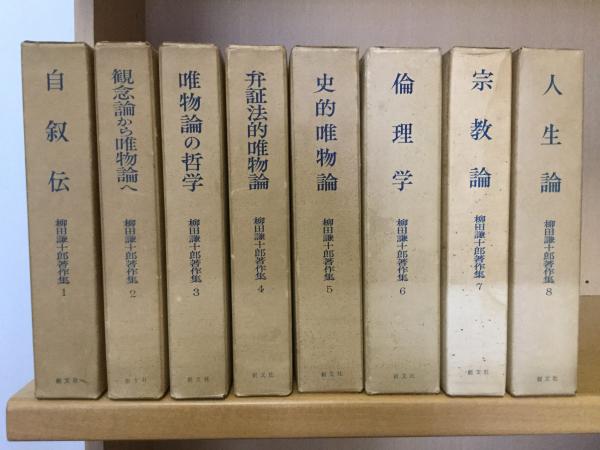 自叙伝
柳田謙十郎著作集 1
創文社
観念論から唯物論へ
柳田謙十郎著作集 2
創文社
唯物論の哲学
柳田謙十郎著作集 3
創文社
弁証法的唯物論
柳田謙十郎著作集 4
創文社
史的唯物論
柳田謙十郎著作集 5
創文社
倫理学
柳田謙十郎著作集 6
創文社
宗教論
柳田謙十郎著作集 7
創文社
人生論
柳田謙十郎著作集 8
創文社